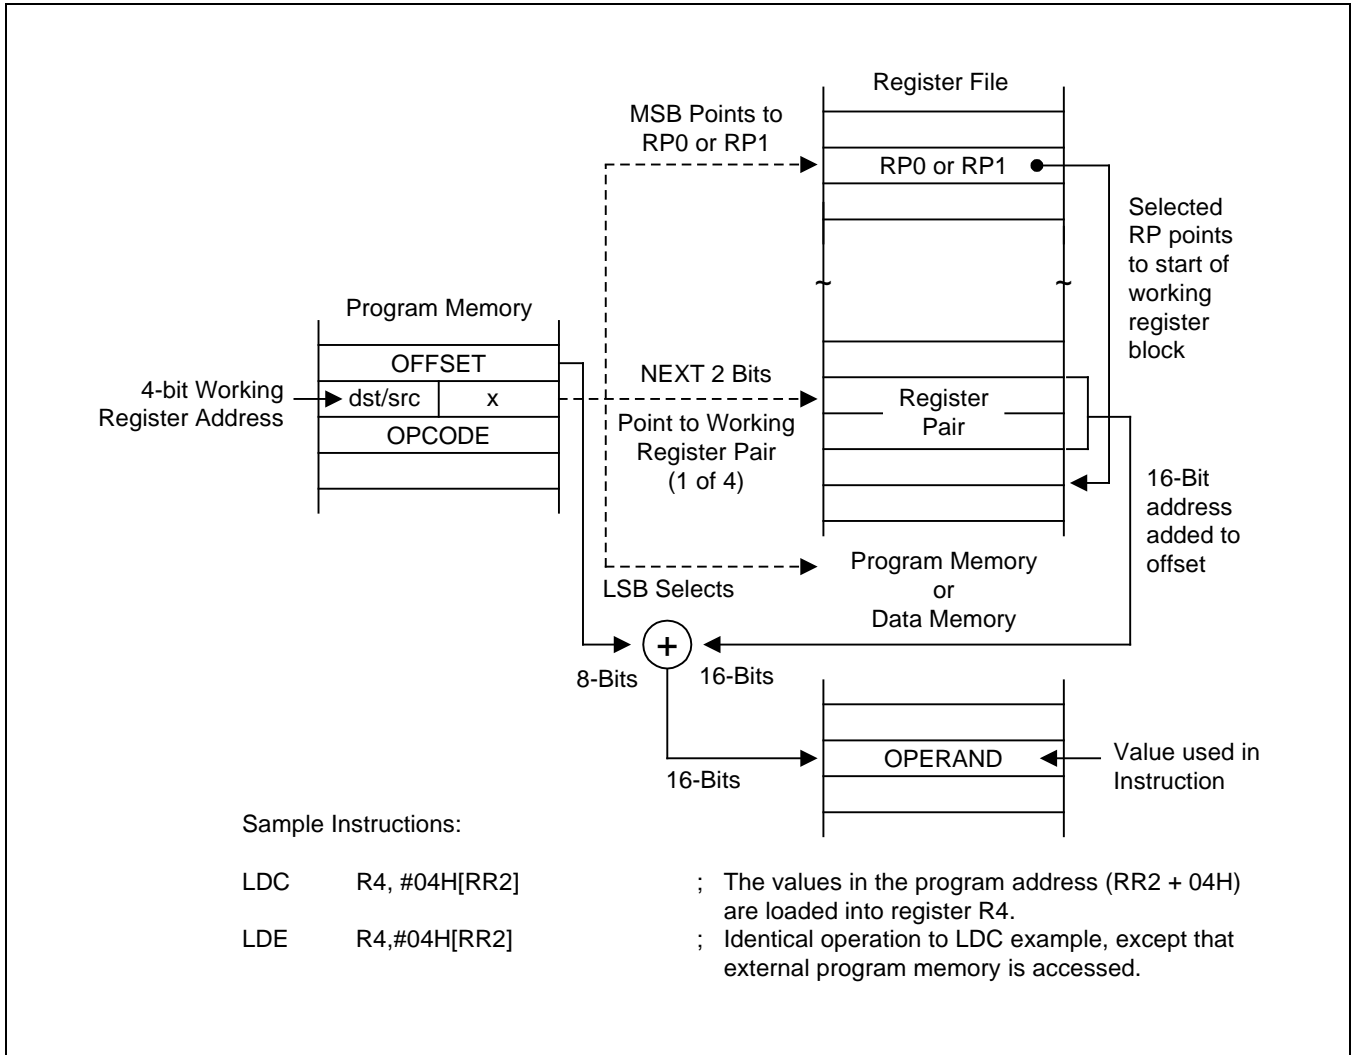 Register File
MSB Points to
RP0 or RP1
RP0 or RP1
Selected
RP points
to start of
working
register
block
~ ~
Program Memory
OFFSET
4-bit Working
Register Address
dst/src x
OPCODE
NEXT 2 Bits
Point to Working
Register Pair
(1 of 4)
Register
Pair
16-Bit
address
added to
offset
LSB Selects
Program Memory
or
Data Memory
+
8-Bits 16-Bits
16-Bits
OPERAND
Value used in
Instruction
Sample Instructions:
LDC R4, #04H[RR2] ; The values in the program address (RR2 + 04H)
are loaded into register R4.
LDE R4,#04H[RR2] ; Identical operation to LDC example, except that
external program memory is accessed.